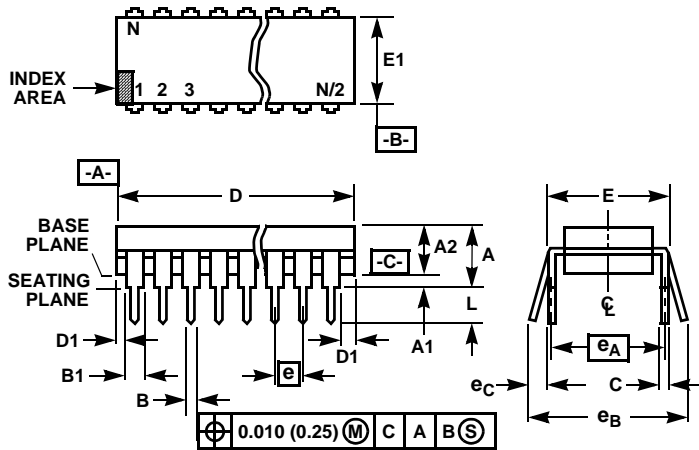 N
E1
INDEX
AREA
1 2 3 N/2
-B-
-A-
D
E
BASE
PLANE
A2
A
-C-
SEATING
PLANE
L
C
L
D1
A1
D1
eA
B1
e
eC
C
B
eB
0.010 (0.25) Ⓜ C A B Ⓢ